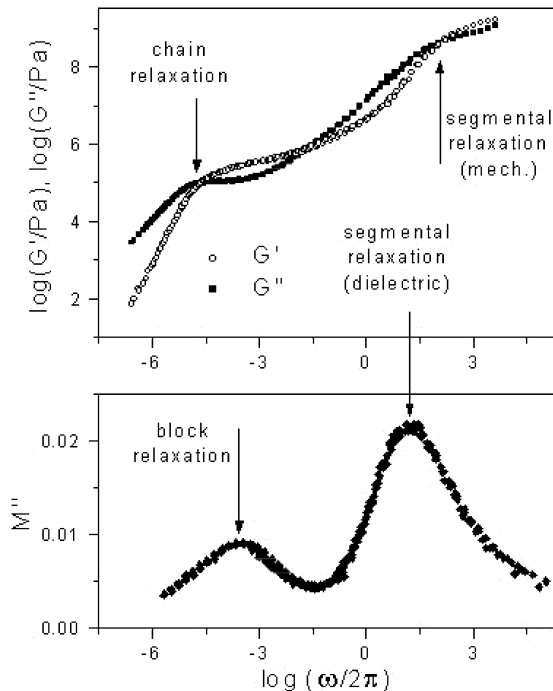 log(G'/Pa), log(G''/Pa)
8
6
4
2
chain
relaxation
segmental
relaxation
(mech.)
segmental
relaxation
(dielectric)
G'
G"
-6
-3
0
3
M''
0.02
0.01
0.00
block
relaxation
-6
-3
0
3
log (ω/2π)